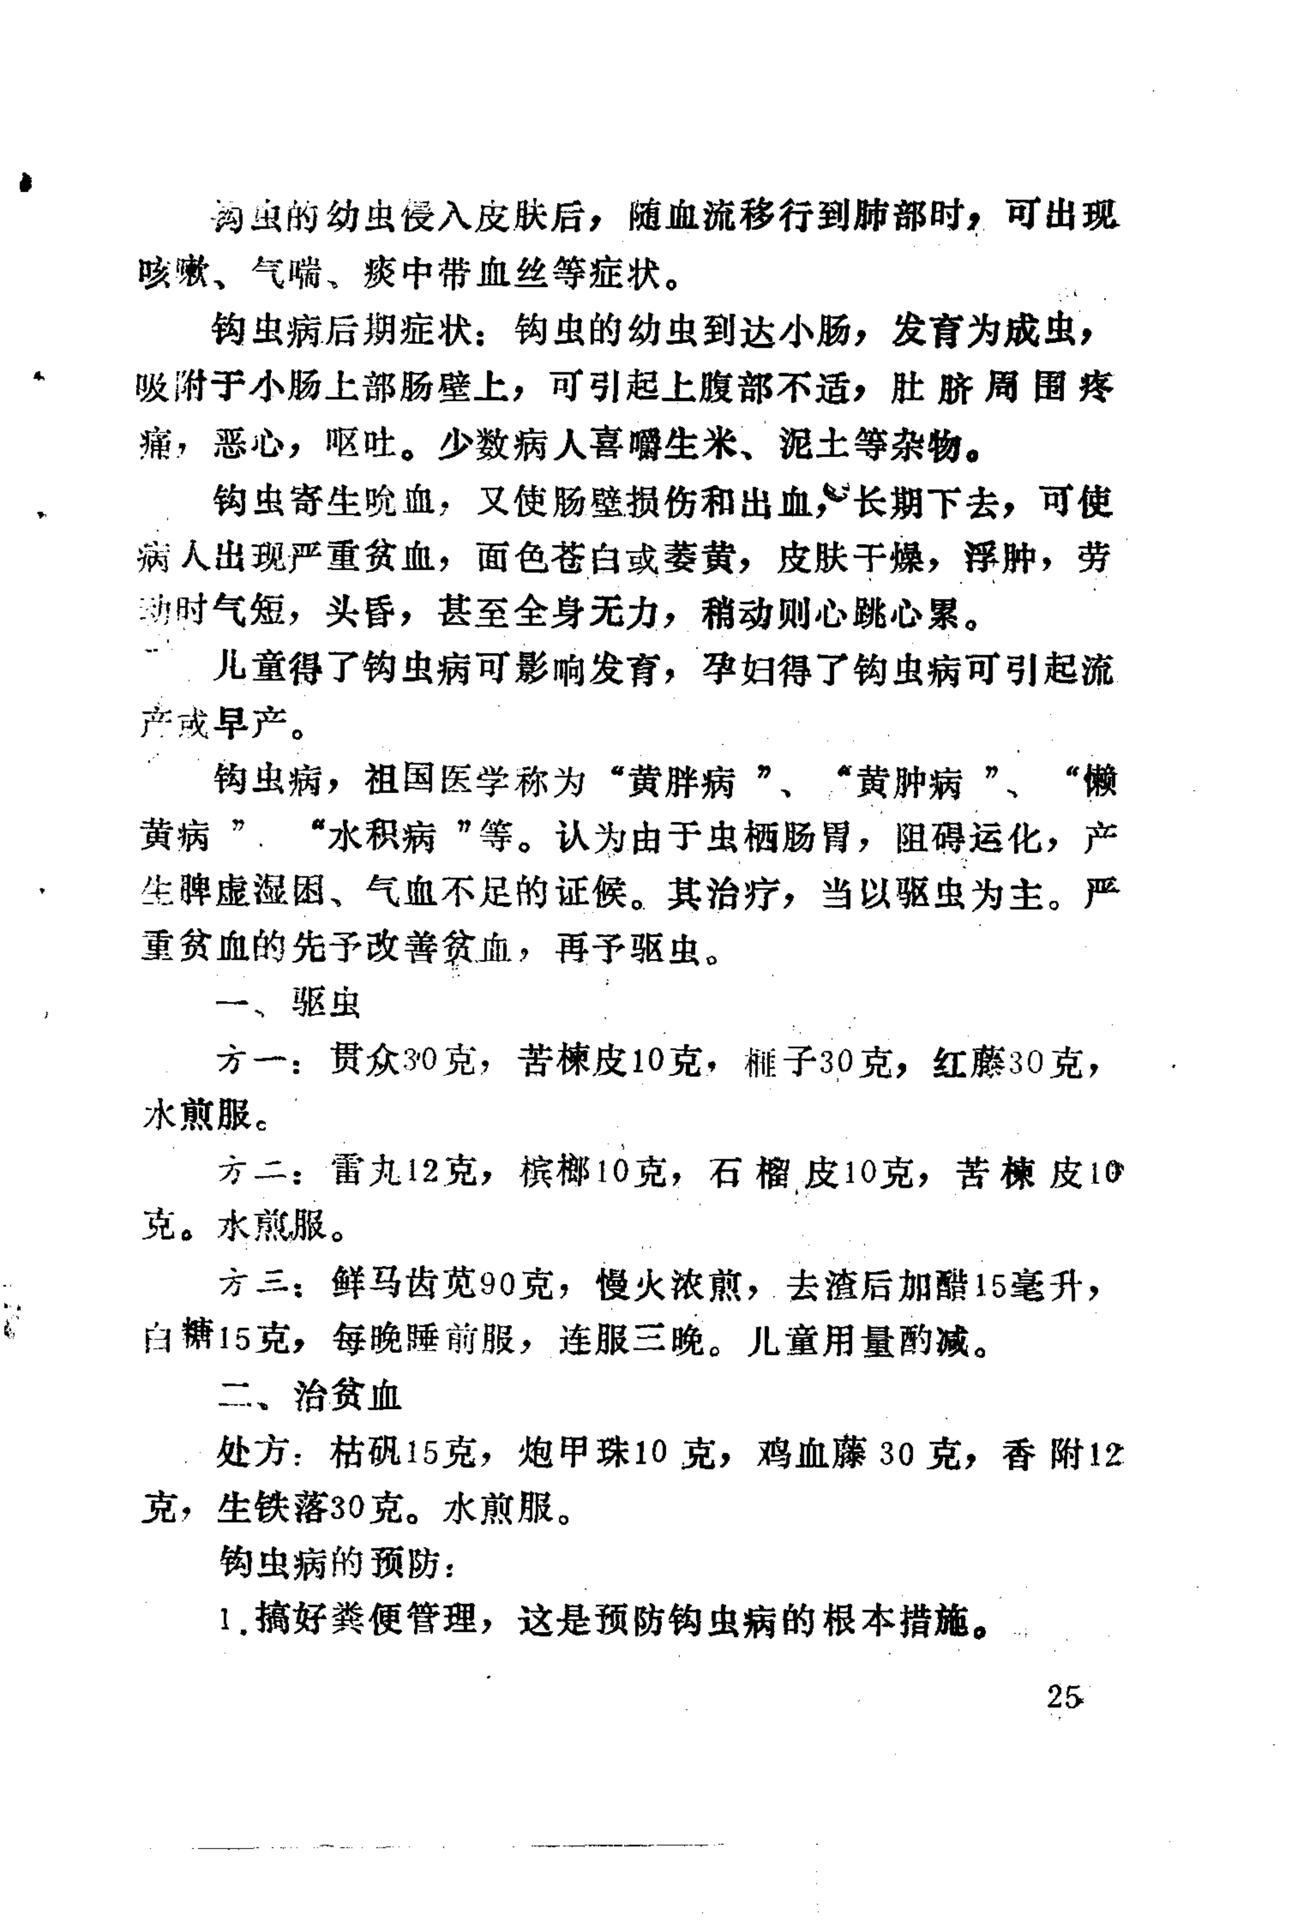 钩虫的幼虫侵入皮肤后，随血流移行到肺部时，可出现
咳嗽、气喘、痰中带血丝等症状。
钩虫病后期症状：钩虫的幼虫到达小肠，发育为成虫，
吸附于小肠上部肠壁上，可引起上腹部不适，肚脐周围疼
痛，恶心，呕吐。少数病人喜嚼生米、泥土等杂物。
钩虫寄生吮血，又使肠壁损伤和出血，长期下去，可使
病人出现严重贫血，面色苍白或萎黄，皮肤干燥，浮肿，劳
动时气短，头昏，甚至全身无力，稍动则心跳心累。
儿童得了钩虫病可影响发育，孕妇得了钩虫病可引起流
产或早产。
钩虫病，祖国医学称为“黄胖病”、“黄肿病”、“懒
黄病”．“水积病”等。认为由于虫栖肠胃，阻碍运化，产
生脾虚湿困、气血不足的证候。其治疗，当以驱虫为主。严
重贫血的先予改善贫血，再予驱虫。
一、驱虫
方一：贯众30克，苦楝皮10克，榧子30克，红藤30克，
水煎服。
方二：雷丸12克，槟榔10克，石榴皮10克，苦楝皮10
克。水煎服。
方三：鲜马齿苋90克，慢火浓煎，去渣后加醋15毫升，
白糖15克，每晚睡前服，连服三晚。儿童用量酌减。
二、治贫血
处方：枯矾15克，炮甲珠10克，鸡血藤30克，香附12
克，生铁落30克。水煎服。
钩虫病的预防：
1.搞好粪便管理，这是预防钩虫病的根本措施。
25